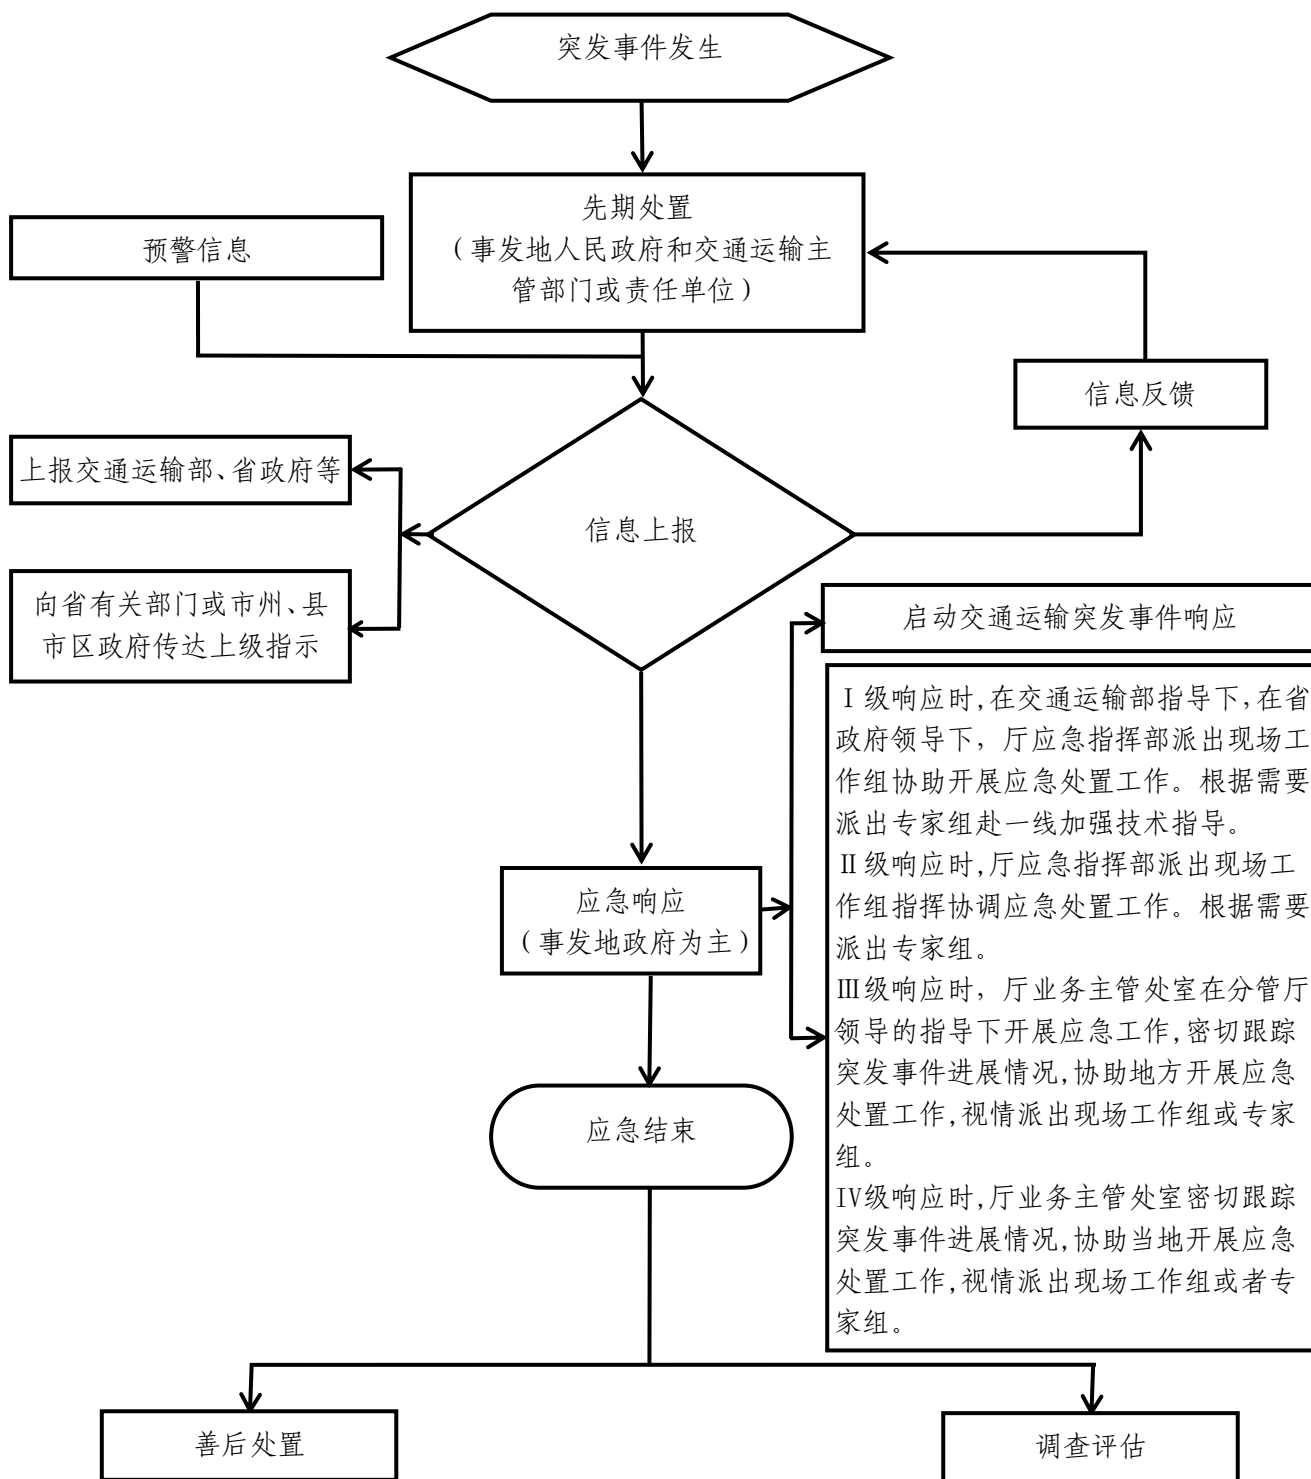 突发事件发生
先期处置
（事发地人民政府和交通运输主
管部门或责任单位）
预警信息
信息反馈
上报交通运输部、省政府等
信息上报
向省有关部门或市州、县
市区政府传达上级指示
启动交通运输突发事件响应
Ⅰ级响应时,在交通运输部指导下,在省
政府领导下，厅应急指挥部派出现场工
作组协助开展应急处置工作。根据需要
派出专家组赴一线加强技术指导。
Ⅱ级响应时,厅应急指挥部派出现场工
作组指挥协调应急处置工作。根据需要
派出专家组。
Ⅲ级响应时，厅业务主管处室在分管厅
领导的指导下开展应急工作,密切跟踪
突发事件进展情况,协助地方开展应急
处置工作,视情派出现场工作组或专家
组。
IV级响应时,厅业务主管处室密切跟踪
突发事件进展情况,协助当地开展应急
处置工作,视情派出现场工作组或者专
家组。
应急响应
（事发地政府为主）
应急结束
善后处置
调查评估